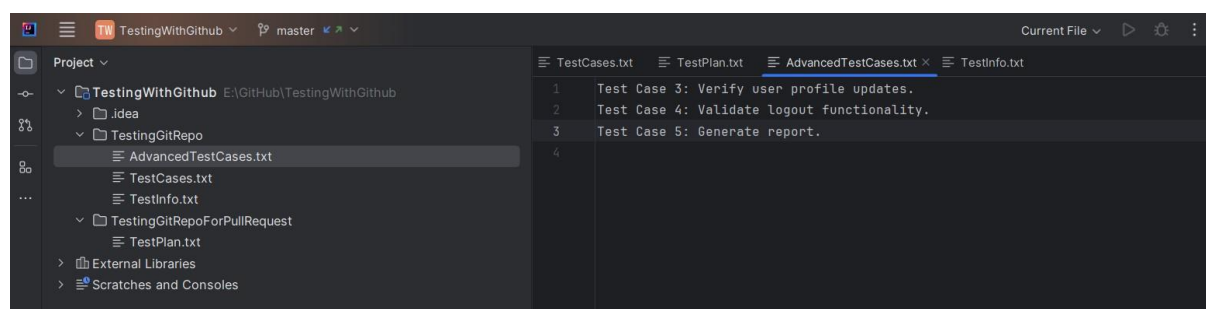 TW TestingWithGithub master Current File
Project
TestingWithGithub E:\GitHub\TestingWithGithub
.idea
TestingGitRepo
AdvancedTestCases.txt
TestCases.txt
TestInfo.txt
TestingGitRepoForPullRequest
TestPlan.txt
External Libraries
Scratches and Consoles
TestCases.txt TestPlan.txt AdvancedTestCases.txt TestInfo.txt
1 Test Case 3: Verify user profile updates.
2 Test Case 4: Validate logout functionality.
3 Test Case 5: Generate report.
4